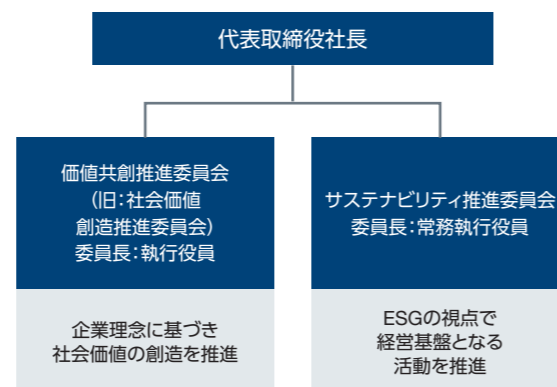 代表取締役社長
価値共創推進委員会
(旧:社会価値
創造推進委員会)
委員長:執行役員
サステナビリティ推進委員会
委員長:常務執行役員
企業理念に基づき
社会価値の創造を推進
ESGの視点で
経営基盤となる
活動を推進